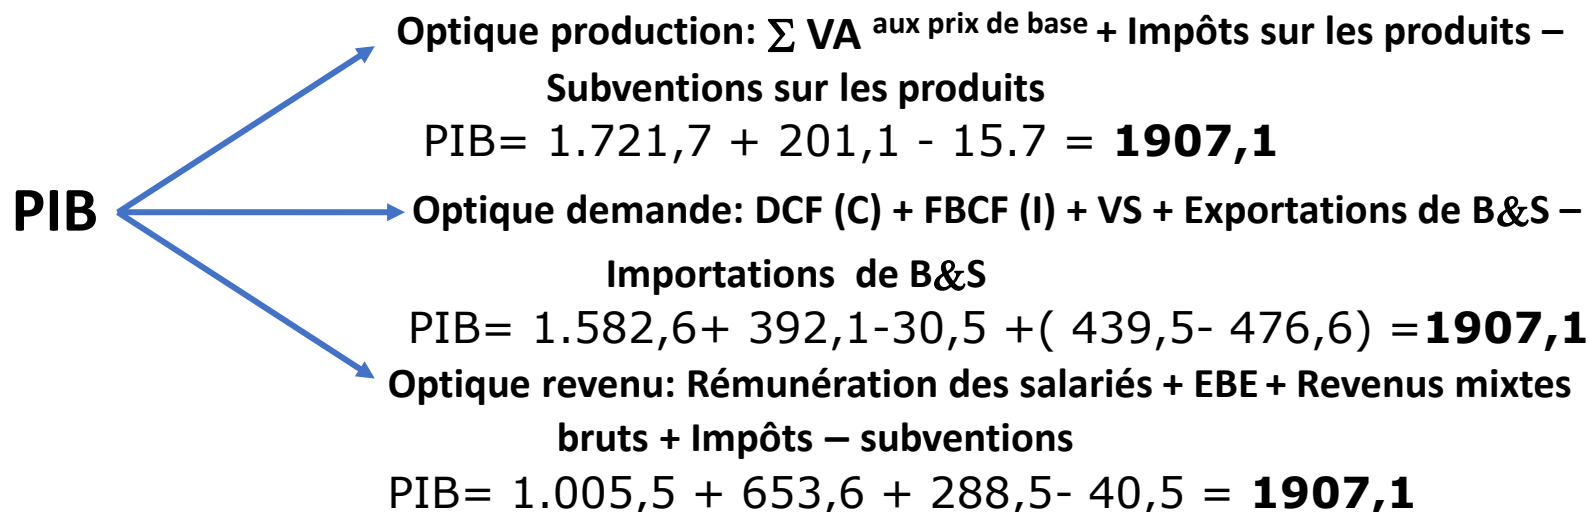 Optique production: Σ VA aux prix de base + Impôts sur les produits –
Subventions sur les produits
PIB= 1.721,7 + 201,1 - 15.7 = 1907,1
PIB
Optique demande: DCF (C) + FBCF (I) + VS + Exportations de B&S –
Importations de B&S
PIB= 1.582,6+ 392,1-30,5 +( 439,5- 476,6) =1907,1
Optique revenu: Rémunération des salariés + EBE + Revenus mixtes
bruts + Impôts – subventions
PIB= 1.005,5 + 653,6 + 288,5- 40,5 = 1907,1